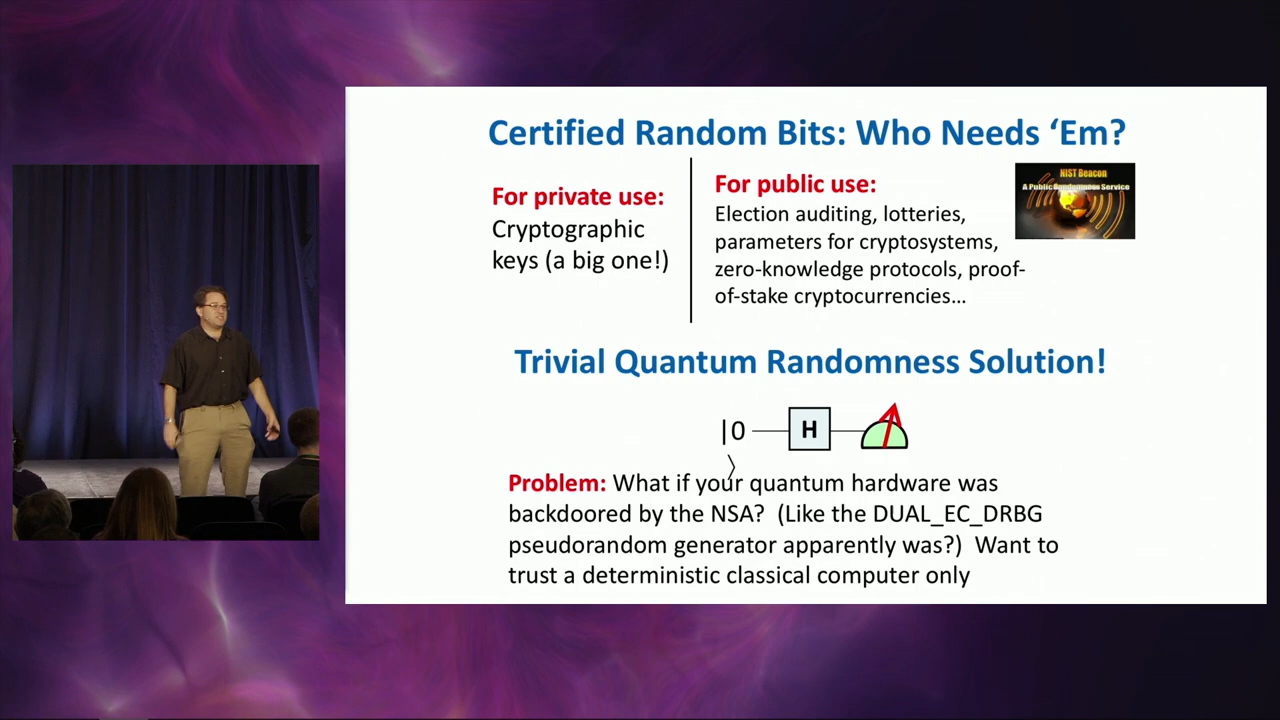 Certified Random Bits: Who Needs ‘Em?
For private use:
Cryptographic
keys (a big one!)
For public use:
Election auditing, lotteries,
parameters for cryptosystems,
zero-knowledge protocols, proof-
of-stake cryptocurrencies…
NIST Beacon
A Public Randomness Service
Trivial Quantum Randomness Solution!
|0
〉
H
Problem: What if your quantum hardware was
backdoored by the NSA? (Like the DUAL_EC_DRBG
pseudorandom generator apparently was?) Want to
trust a deterministic classical computer only